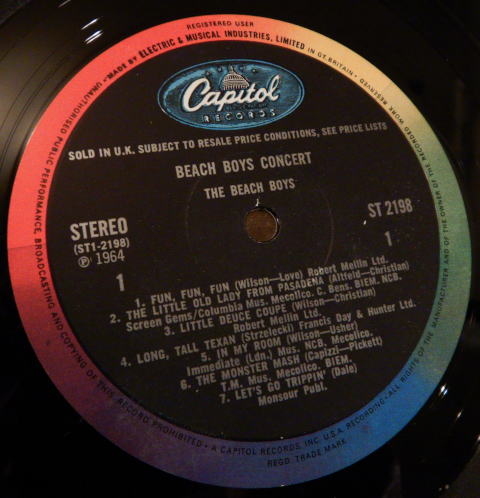 REGISTERED USER
MADE BY ELECTRIC & MUSICAL INDUSTRIES, LIMITED IN GT. BRITAIN
Capitol
RECORDS
SOLD IN U.K. SUBJECT TO RESALE PRICE CONDITIONS, SEE PRICE LISTS
BEACH BOYS CONCERT
THE BEACH BOYS
STEREO
(ST1-2198)
℗ 1964
1
ST 2198
1
1. FUN, FUN, FUN (Wilson—Love) Robert Mellin Ltd.
2. THE LITTLE OLD LADY FROM PASADENA (Altfeld—Christian)
Screen Gems/Columbia Mus. Mecolico. C. Bens. BIEM. NCB.
3. LITTLE DEUCE COUPE (Wilson—Christian)
Robert Mellin Ltd.
4. LONG, TALL TEXAN (Strzelecki) Francis Day & Hunter Ltd.
5. IN MY ROOM (Wilson—Usher)
Immediate (Ldn.) Mus. NCB. Mecolico.
6. THE MONSTER MASH (Capizzi—Pickett)
T.M. Mus. Mecolico. BIEM.
7. LET'S GO TRIPPIN' (Dale)
Monsour Publ.
ALL RIGHTS OF THE MANUFACTURER AND OF THE OWNER OF THE RECORDED WORK RESERVED
UNAUTHORISED PUBLIC PERFORMANCE, BROADCASTING AND COPYING OF THIS RECORD PROHIBITED
A CAPITOL RECORDS, INC. U.S.A. RECORDING
REGD. TRADE MARK